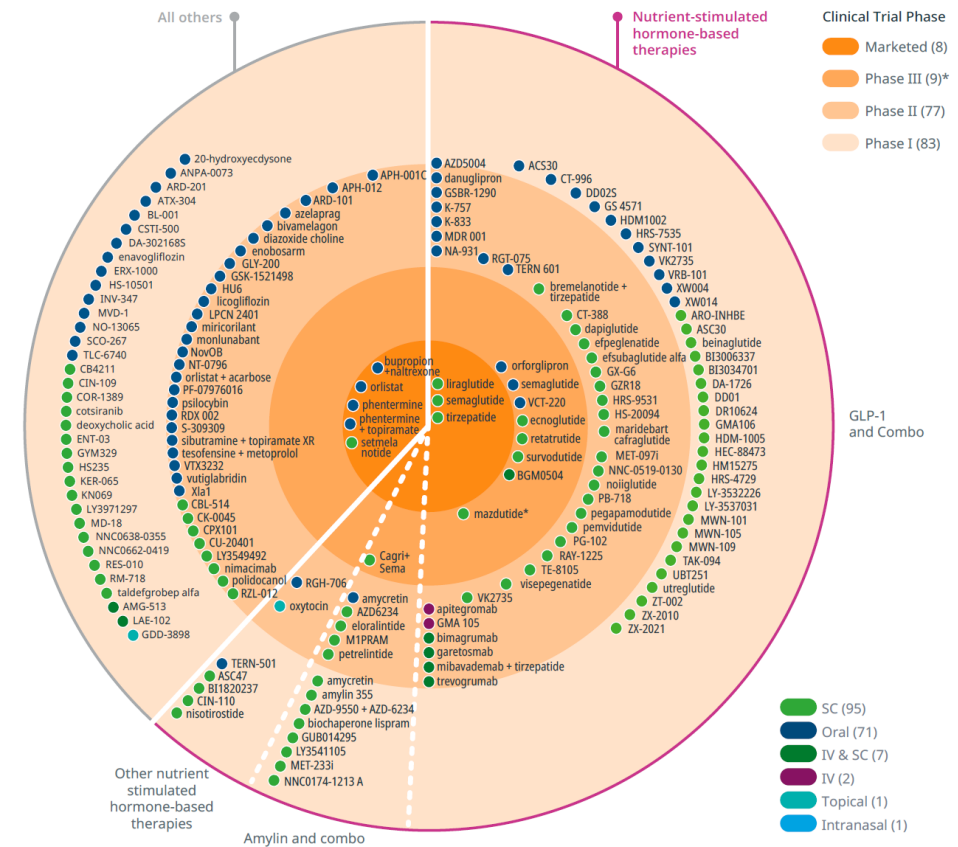 All others
Nutrient-stimulated
hormone-based
therapies
Clinical Trial Phase
Marketed (8)
Phase III (9)*
Phase II (77)
Phase I (83)
20-hydroxyecdysone
ANPA-0073
ARD-201
ATX-304
BL-001
CSTI-500
DA-302168S
enavogliflozin
ERX-1000
HS-10501
INV-347
MVD-1
NO-13065
SCO-267
TLC-6740
CB4211
CIN-109
COR-1389
cotsiranib
deoxycholic acid
ENT-03
GYM329
HS235
KER-065
KN069
LY3971297
MD-18
NNC0638-0355
NNC0662-0419
RES-010
RM-718
taldefgrobep alfa
AMG-513
LAE-102
GDD-3898
APH-001C
APH-012
ARD-101
azelaprag
bivamelagon
diazoxide choline
enobosarm
GLY-200
GSK-1521498
HU6
licogliflozin
LPCN 2401
miricorilant
monlunabant
NovOB
NT-0796
orlistat + acarbose
PF-07976016
psilocybin
RDX 002
S-309309
sibutramine + topiramate XR
tesofensine + metoprolol
VTX3232
vutiglabridin
Xla1
CBL-514
CK-0045
CPX101
CU-20401
LY3549492
nimacimab
polidocanol
RZL-012
bupropion
+naltrexone
orlistat
phentermine
phentermine
+ topiramate
setmela
notide
liraglutide
semaglutide
tirzepatide
orforglipron
semaglutide
VCT-220
ecnoglutide
retatrutide
survodutide
BGM0504
mazdutide*
AZD5004
danuglipron
GSBR-1290
K-757
K-833
MDR 001
NA-931
RGT-075
TERN 601
bremelanotide +
tirzepatide
CT-388
dapiglutide
efpeglenatide
efsubaglutide alfa
GX-G6
GZR18
HRS-9531
HS-20094
maridebart
cafraglutide
MET-097i
NNC-0519-0130
noiiglutide
PB-718
pegapamodutide
pemvidutide
PG-102
RAY-1225
TE-8105
visepegenatide
VK2735
apitegromab
GMA 105
bimagrumab
garetosmab
mibavademab + tirzepatide
trevogrumab
ACS30
CT-996
DD02S
GS 4571
HDM1002
HRS-7535
SYNT-101
VK2735
VRB-101
XW004
XW014
ARO-INHBE
ASC30
beinaglutide
BI3006337
BI3034701
DA-1726
DD01
DR10624
GMA106
HDM-1005
HEC-88473
HM15275
HRS-4729
LY-3532226
LY-3537031
MWN-101
MWN-105
MWN-109
TAK-094
UBT251
utreglutide
ZT-002
ZX-2010
ZX-2021
GLP-1
and Combo
Cagri+
Sema
RGH-706
oxytocin
amycretin
AZD6234
eloralintide
M1PRAM
petrelintide
TERN-501
ASC47
BI1820237
CIN-110
nisotirostide
amycretin
amylin 355
AZD-9550 + AZD-6234
biochaperone lispram
GUB014295
LY3541105
MET-233i
NNC0174-1213 A
Other nutrient
stimulated
hormone-based
therapies
Amylin and combo
SC (95)
Oral (71)
IV & SC (7)
IV (2)
Topical (1)
Intranasal (1)